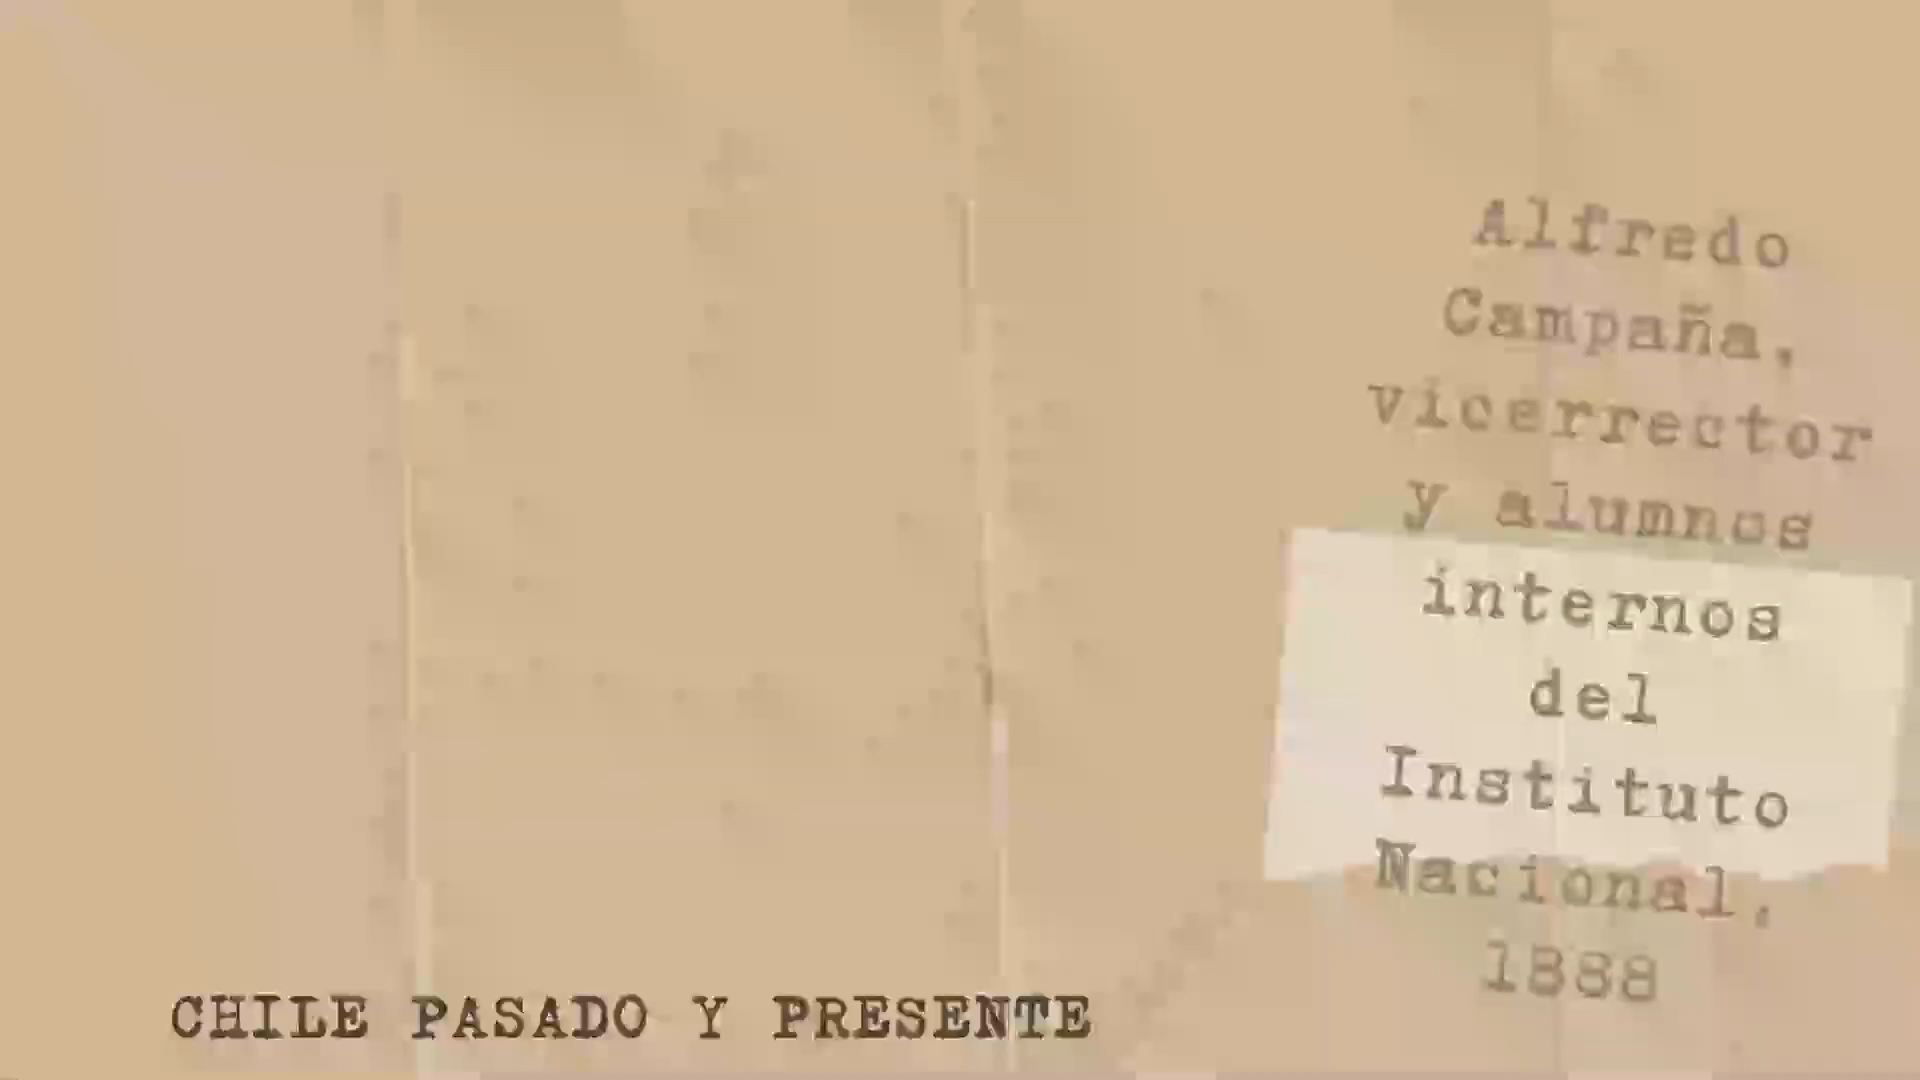 Alfredo
Campaña,
vicerrector
y alumnos
internos
del
Instituto
Nacional.
1888
CHILE PASADO Y PRESENTE